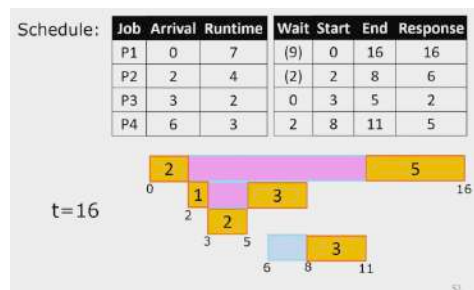 Schedule:
Job Arrival Runtime Wait Start End Response
P1 0 7 (9) 0 16 16
P2 2 4 (2) 2 8 6
P3 3 2 0 3 5 2
P4 6 3 2 8 11 5
2 5
0 16
1 3
t=16
2
2
3 5
3
6 8 11